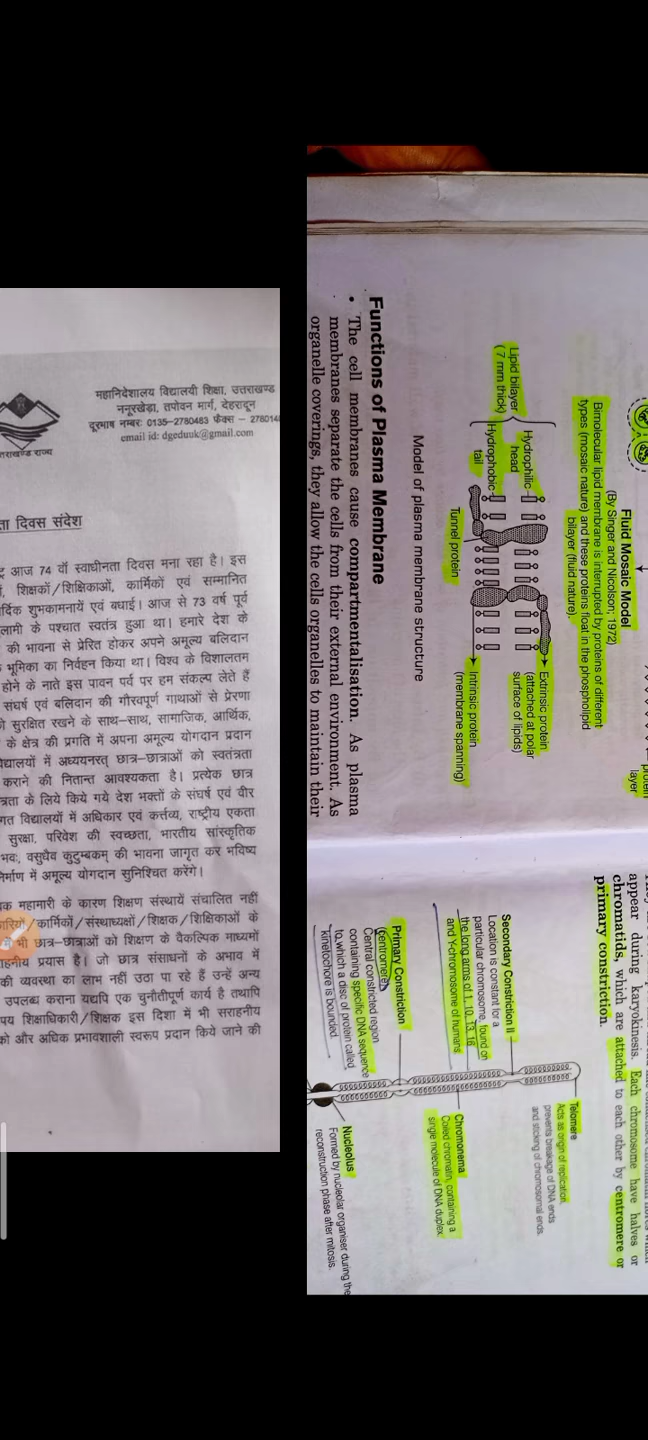 महानिदेशालय विद्यालयी शिक्षा, उत्तराखण्ड
ननूरखेड़ा, तपोवन मार्ग, देहरादून
दूरभाष नम्बर: 0135-2780483 फैक्स - 278014
email id: dgeduuk@gmail.com
राज्य
दिवस संदेश
आज 74 वाँ स्वाधीनता दिवस मना रहा है। इस
शिक्षकों/शिक्षिकाओं, कार्मिकों एवं सम्मानित
शुभकामनायें एवं बधाई। आज से 73 वर्ष पूर्व
के पश्चात स्वतंत्र हुआ था। हमारे देश के
की भावना से प्रेरित होकर अपने अमूल्य बलिदान
भूमिका का निर्वहन किया था। विश्व के विशालतम
होने के नाते इस पावन पर्व पर हम संकल्प लेते हैं
संघर्ष एवं बलिदान की गौरवपूर्ण गाथाओं से प्रेरणा
सुरक्षित रखने के साथ-साथ, सामाजिक, आर्थिक,
के क्षेत्र की प्रगति में अपना अमूल्य योगदान प्रदान
में अध्ययनरत् छात्र-छात्राओं को स्वतंत्रता
कराने की नितान्त आवश्यकता है। प्रत्येक छात्र
के लिये किये गये देश भक्तों के संघर्ष एवं वीर
विद्यालयों में अधिकार एवं कर्त्तव्य, राष्ट्रीय एकता
सुरक्षा, परिवेश की स्वच्छता, भारतीय सांस्कृतिक
भवः, वसुधैव कुटुम्बकम् की भावना जागृत कर भविष्य
में अमूल्य योगदान सुनिश्चित करेंगे।
महामारी के कारण शिक्षण संस्थायें संचालित नहीं
कार्मिकों/संस्थाध्यक्षों/शिक्षक/शिक्षिकाओं के
भी छात्र-छात्राओं को शिक्षण के वैकल्पिक माध्यमों
प्रयास है। जो छात्र संसाधनों के अभाव में
की व्यवस्था का लाभ नहीं उठा पा रहे हैं उन्हें अन्य
उपलब्ध कराना यद्यपि एक चुनौतीपूर्ण कार्य है तथापि
शिक्षाधिकारी/शिक्षक इस दिशा में भी सराहनीय
को और अधिक प्रभावशाली स्वरूप प्रदान किये जाने की
protein
layer
Fluid Mosaic Model
(By Singer and Nicolson; 1972)
Bimolecular lipid membrane is interrupted by proteins of different
types (mosaic nature) and these proteins float in the phospholipid
bilayer (fluid nature).
Extrinsic protein
(attached at polar
surface of lipids)
Hydrophilic
head
Lipid bilayer
(7 mm thick)
Hydrophobic
tail
Tunnel protein
Intrinsic protein
(membrane spanning)
Model of plasma membrane structure
Functions of Plasma Membrane
• The cell membranes cause compartmentalisation. As plasma
membranes separate the cells from their external environment. As
organelle coverings, they allow the cells organelles to maintain their
appear during karyokinesis. Each chromosome have halves or
chromatids, which are attached to each other by centromere or
primary constriction.
Telomere
Acts as origin of replication,
prevents breakage of DNA ends
and sticking of chromosomal ends.
Secondary Constriction II
Location is constant for a
particular chromosome, found on
the long arms of 1, 10, 13, 16
and Y-chromosome of humans
Chromonema
Coiled chromatin, containing a
single molecule of DNA duplex
Primary Constriction
(centromere)
Central constricted region
containing specific DNA sequence
to which a disc of protein called
kinetochore is bounded.
Nucleolus
Formed by nucleolar organiser during the
reconstruction phase after mitosis.